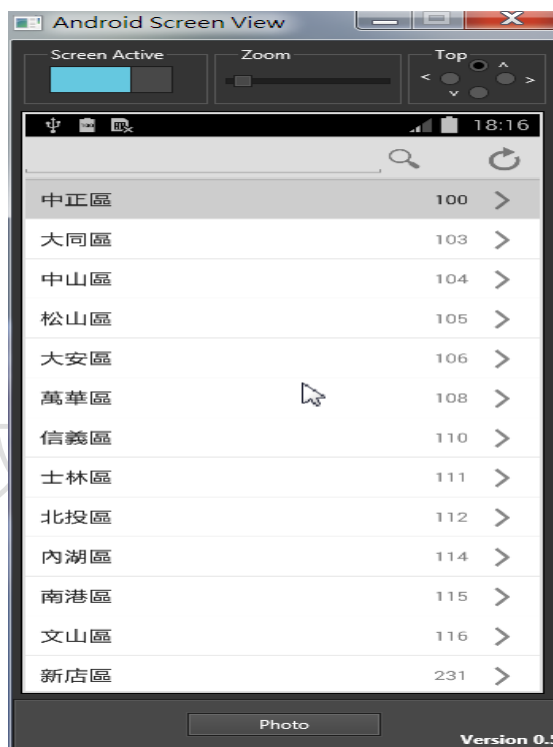 Android Screen View
Screen Active Zoom Top
18:16
中正區 100
大同區 103
中山區 104
松山區 105
大安區 106
萬華區 108
信義區 110
士林區 111
北投區 112
內湖區 114
南港區 115
文山區 116
新店區 231
Photo
Version 0.